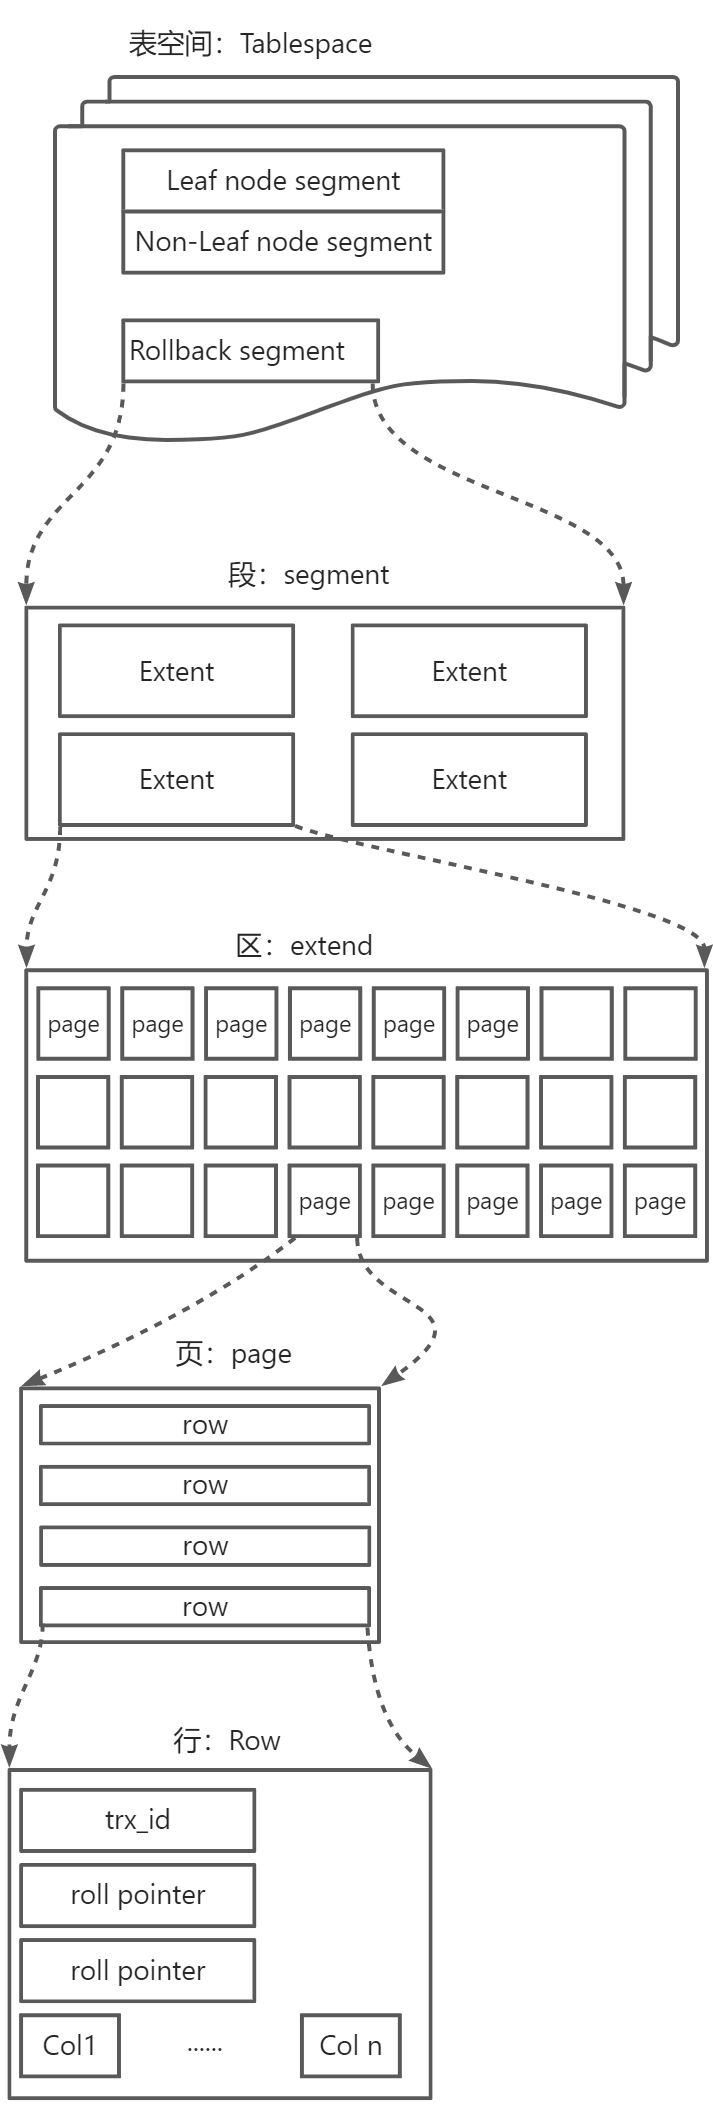 表空间：Tablespace
Leaf node segment
Non-Leaf node segment
Rollback segment
段：segment
Extent Extent
Extent Extent
区：extend
page page page page page page
page page page page page
页：page
row
row
row
row
行：Row
trx_id
roll pointer
roll pointer
Col1 ...... Col n